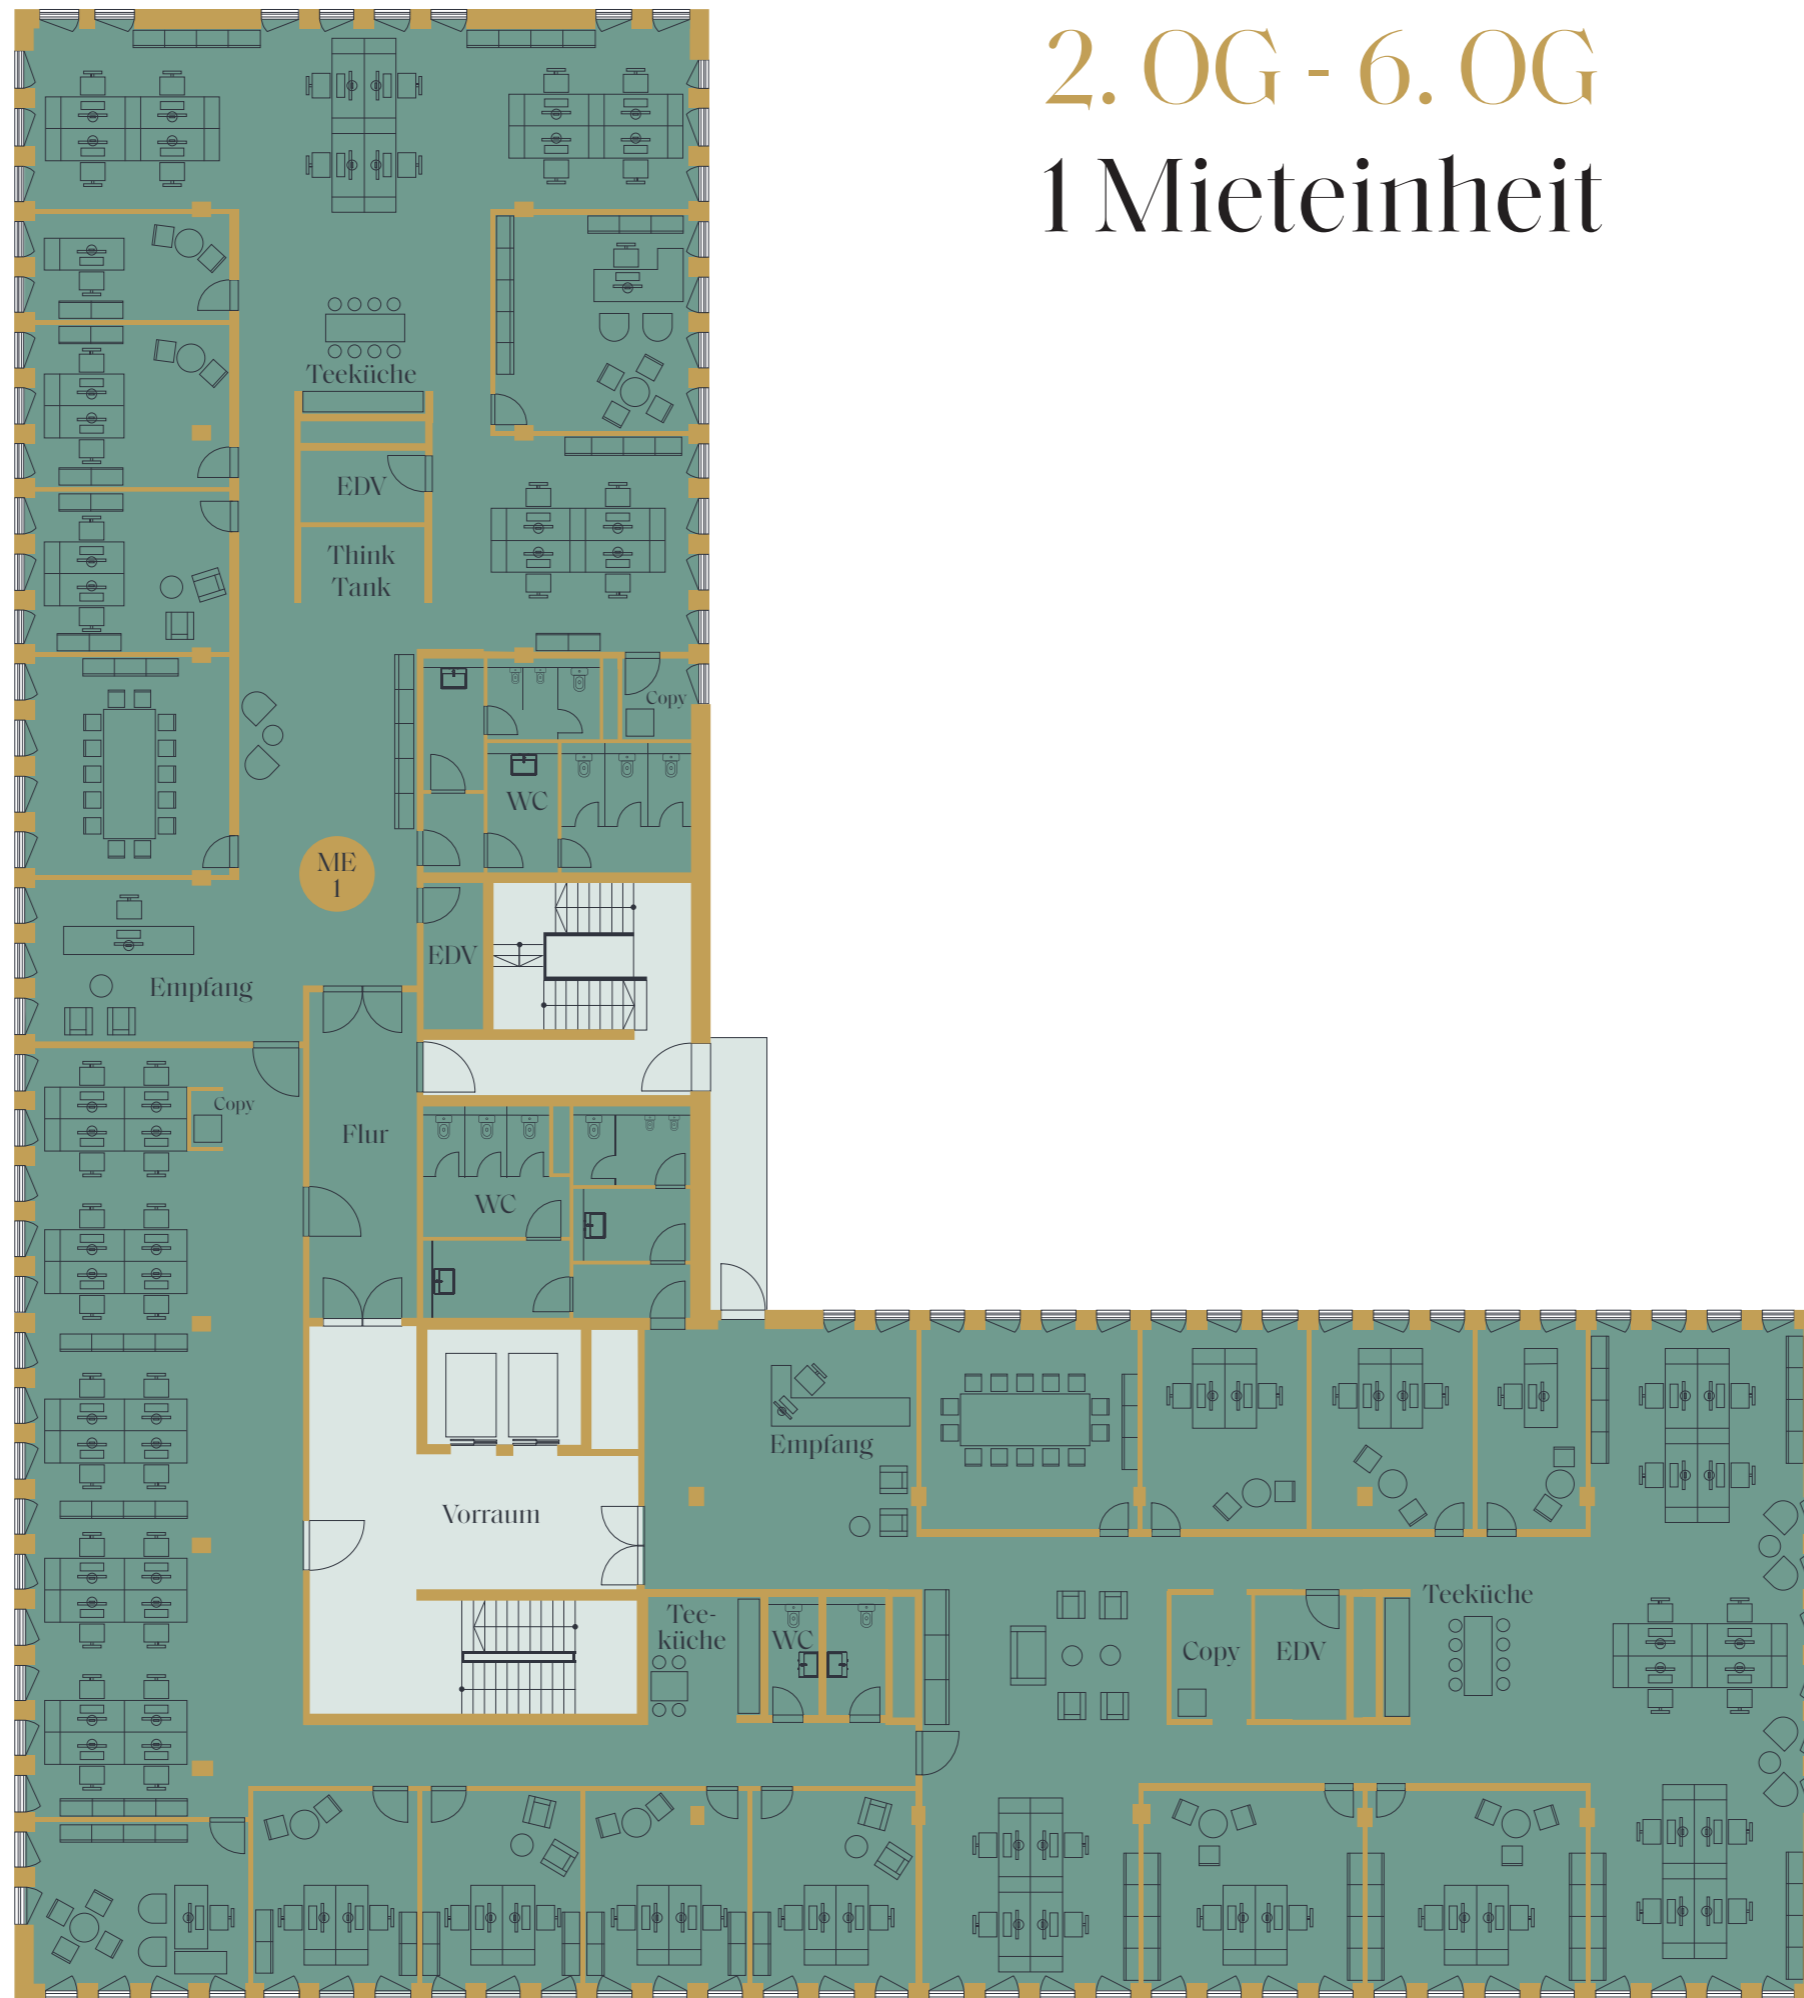 2. OG - 6. OG
1 Mieteinheit
Teeküche
EDV
Think
Tank
Copy
WC
ME
1
EDV
Empfang
Copy
Flur
WC
Empfang
Vorraum
Tee-
küche
WC
Copy
EDV
Teeküche